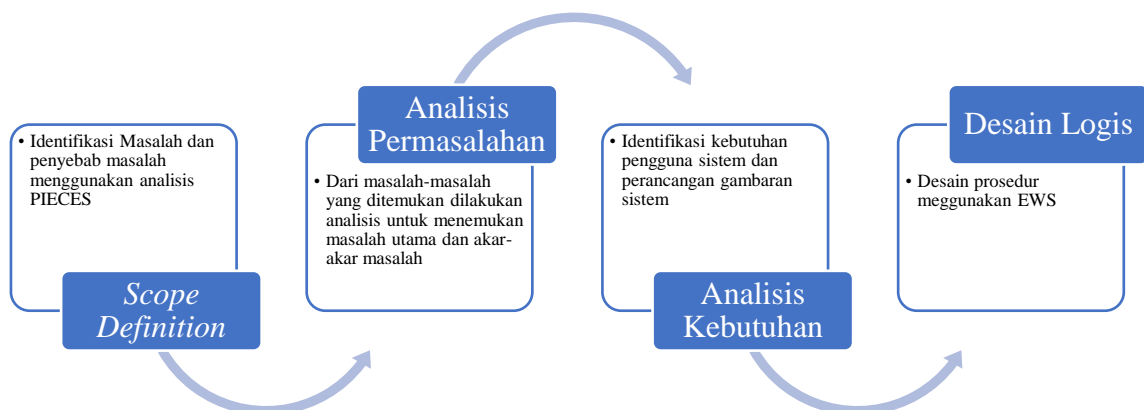 • Identifikasi Masalah dan
penyebab masalah
menggunakan analisis
PIECES
Scope
Definition
Analisis
Permasalahan
• Dari masalah-masalah
yang ditemukan dilakukan
analisis untuk menemukan
masalah utama dan akar-
akar masalah
• Identifikasi kebutuhan
pengguna sistem dan
perancangan gambaran
sistem
Analisis
Kebutuhan
Desain Logis
• Desain prosedur
meggunakan EWS